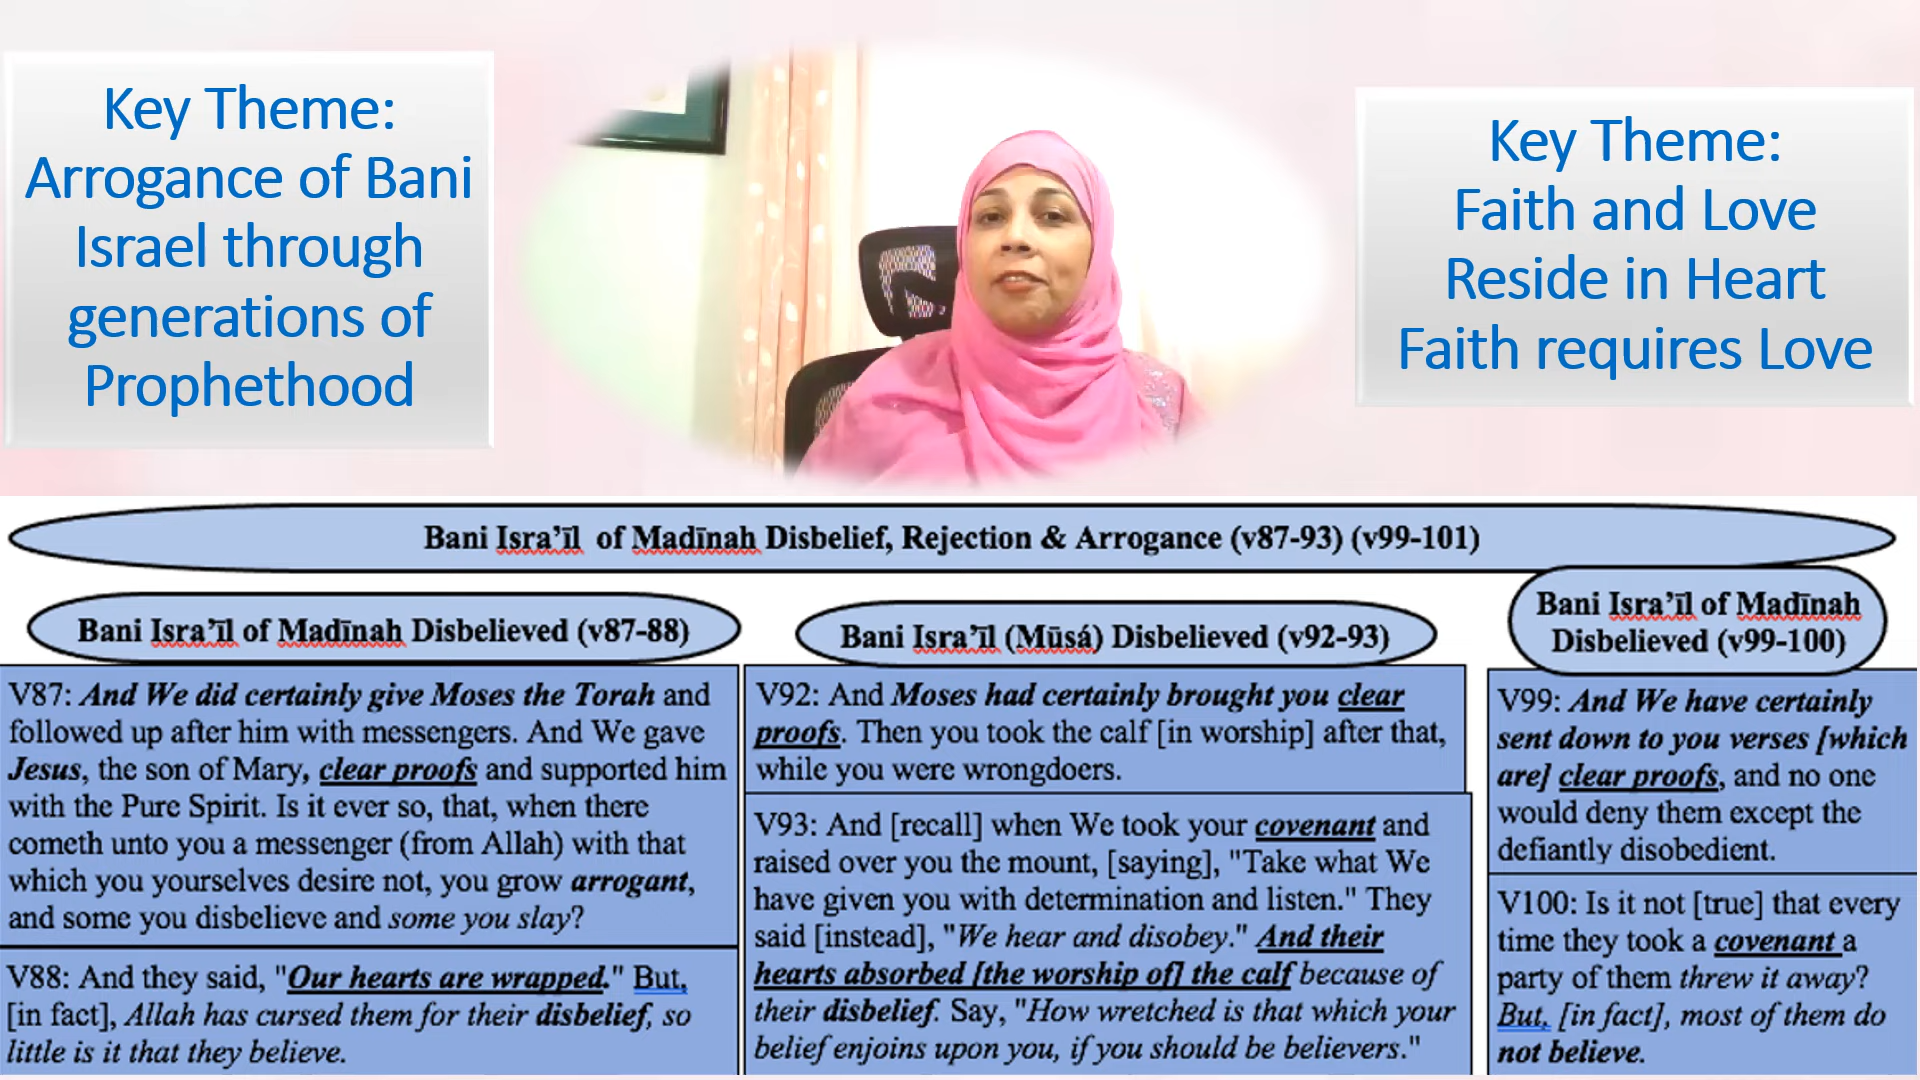 Key Theme:
Arrogance of Bani
Israel through
generations of
Prophethood
Key Theme:
Faith and Love
Reside in Heart
Faith requires Love
Bani Isra’īl of Madīnah Disbelief, Rejection & Arrogance (v87-93) (v99-101)
Bani Isra’īl of Madīnah Disbelieved (v87-88)
V87: And We did certainly give Moses the Torah and
followed up after him with messengers. And We gave
Jesus, the son of Mary, clear proofs and supported him
with the Pure Spirit. Is it ever so, that, when there
cometh unto you a messenger (from Allah) with that
which you yourselves desire not, you grow arrogant,
and some you disbelieve and some you slay?
V88: And they said, "Our hearts are wrapped." But,
[in fact], Allah has cursed them for their disbelief, so
little is it that they believe.
Bani Isra’īl (Mūsá) Disbelieved (v92-93)
V92: And Moses had certainly brought you clear
proofs. Then you took the calf [in worship] after that,
while you were wrongdoers.
V93: And [recall] when We took your covenant and
raised over you the mount, [saying], "Take what We
have given you with determination and listen." They
said [instead], "We hear and disobey." And their
hearts absorbed [the worship of] the calf because of
their disbelief. Say, "How wretched is that which your
belief enjoins upon you, if you should be believers."
Bani Isra’īl of Madīnah
Disbelieved (v99-100)
V99: And We have certainly
sent down to you verses [which
are] clear proofs, and no one
would deny them except the
defiantly disobedient.
V100: Is it not [true] that every
time they took a covenant a
party of them threw it away?
But, [in fact], most of them do
not believe.